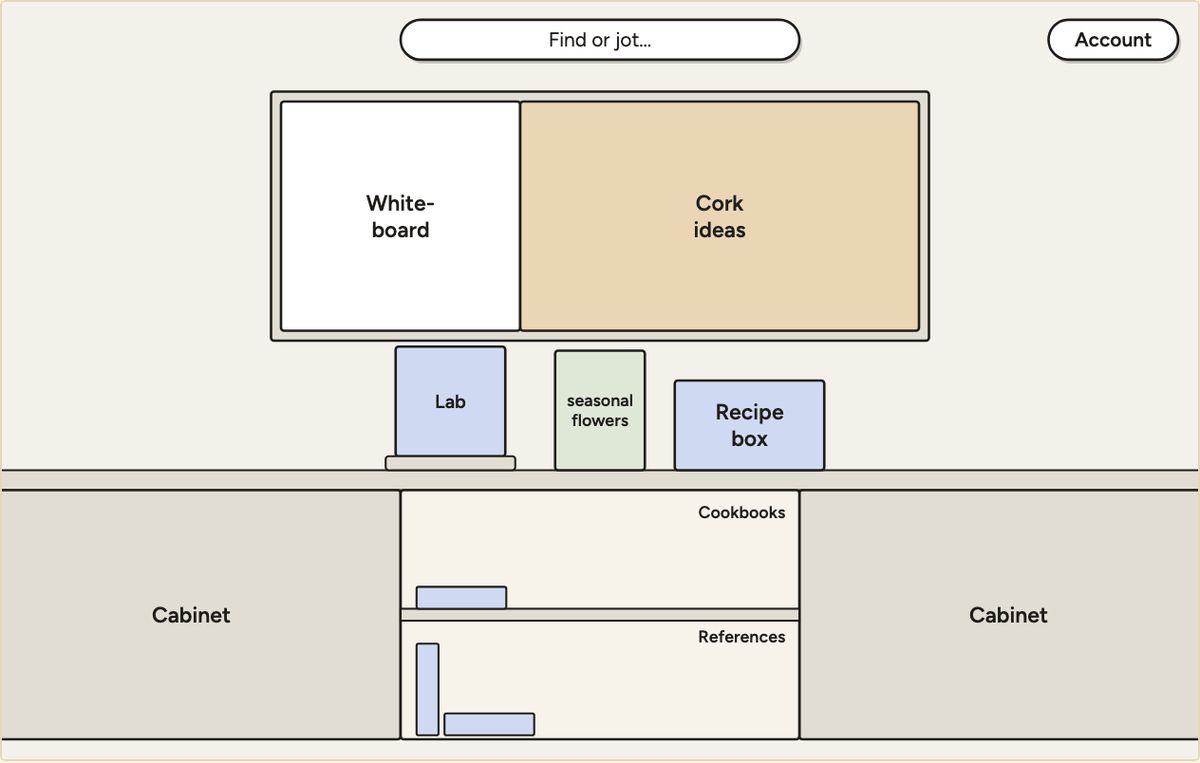 Find or jot...
Account
White-
board
Cork
ideas
Lab
seasonal
flowers
Recipe
box
Cookbooks
Cabinet
Cabinet
References